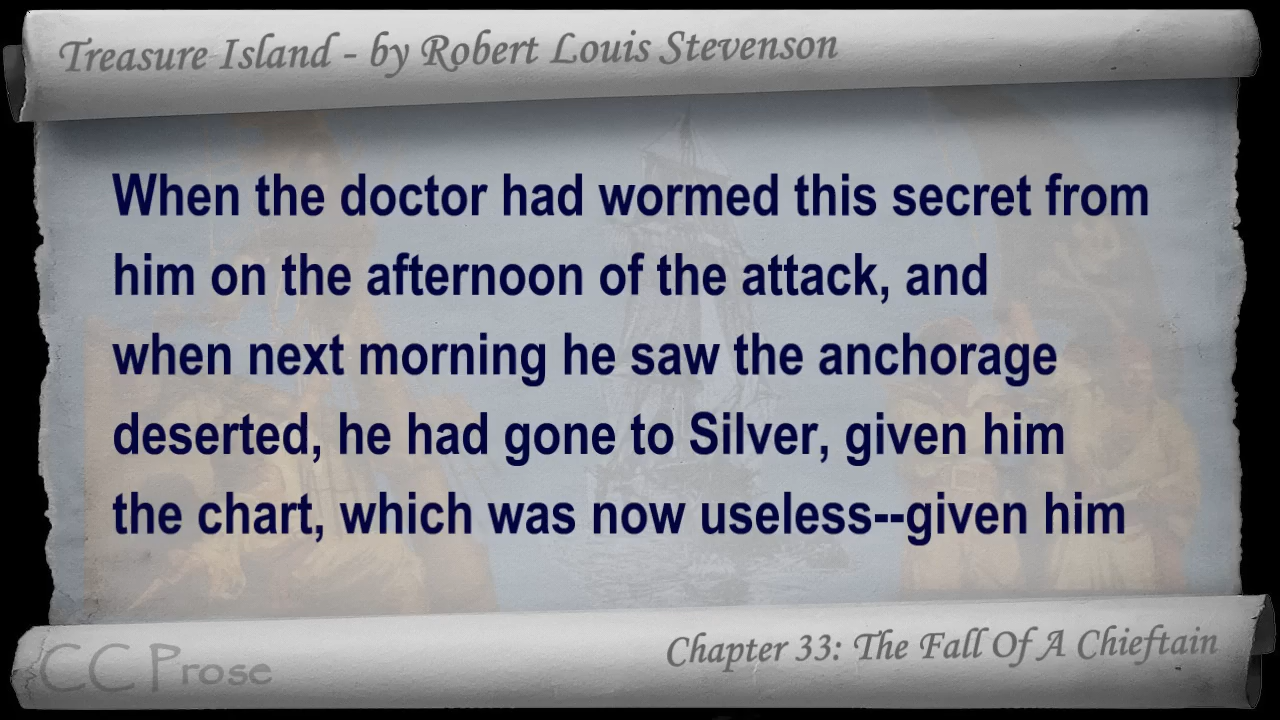 Treasure Island - by Robert Louis Stevenson
When the doctor had wormed this secret from
him on the afternoon of the attack, and
when next morning he saw the anchorage
deserted, he had gone to Silver, given him
the chart, which was now useless--given him
Chapter 33: The Fall Of A Chieftain
CC Prose